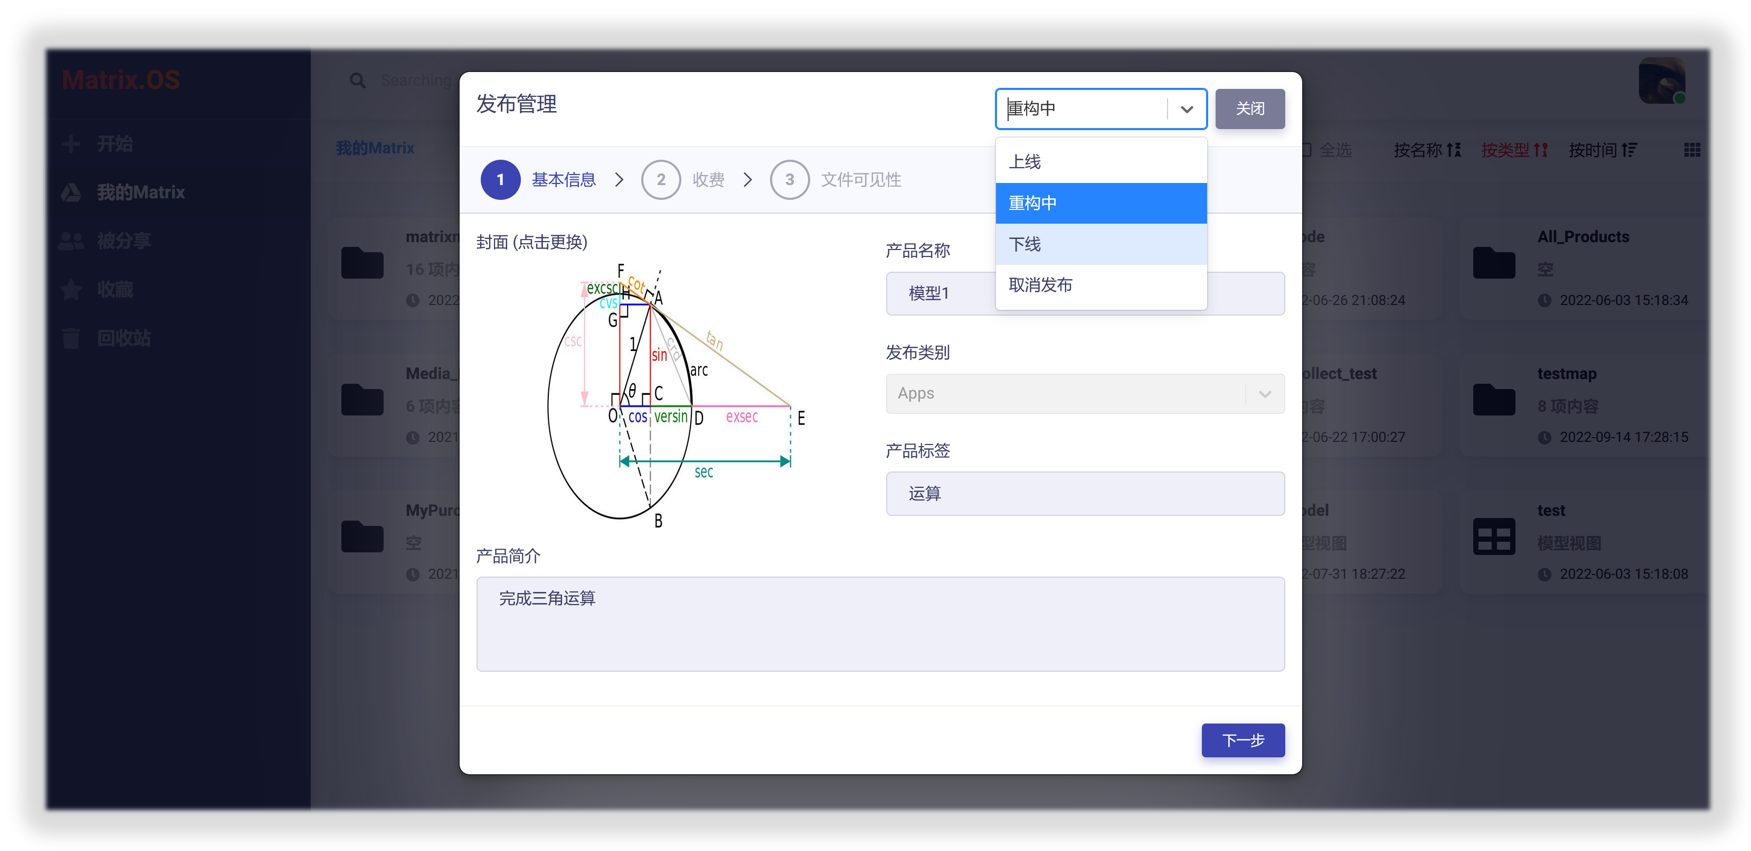 Matrix.OS
Searching
开始
我的Matrix
被分享
收藏
回收站
我的Matrix
全选
按名称
按类型
按时间
发布管理
重构中
关闭
上线
重构中
下线
取消发布
1 基本信息
2 收费
3 文件可见性
封面 (点击更换)
F
excsc
cot
H
A
cvs
G
csc
1
sin
crd
tan
arc
θ
C
O
cos
versin
D
exsec
E
sec
B
产品名称
模型1
发布类别
Apps
产品标签
运算
产品简介
完成三角运算
下一步
16 项内
2022
Media_
6 项内容
2021
MyPurc
空
2021
All_Products
空
-06-26 21:08:24
2022-06-03 15:18:34
ollect_test
testmap
8 项内容
2-06-22 17:00:27
2022-09-14 17:28:15
test
型视图
模型视图
2-07-31 18:27:22
2022-06-03 15:18:08